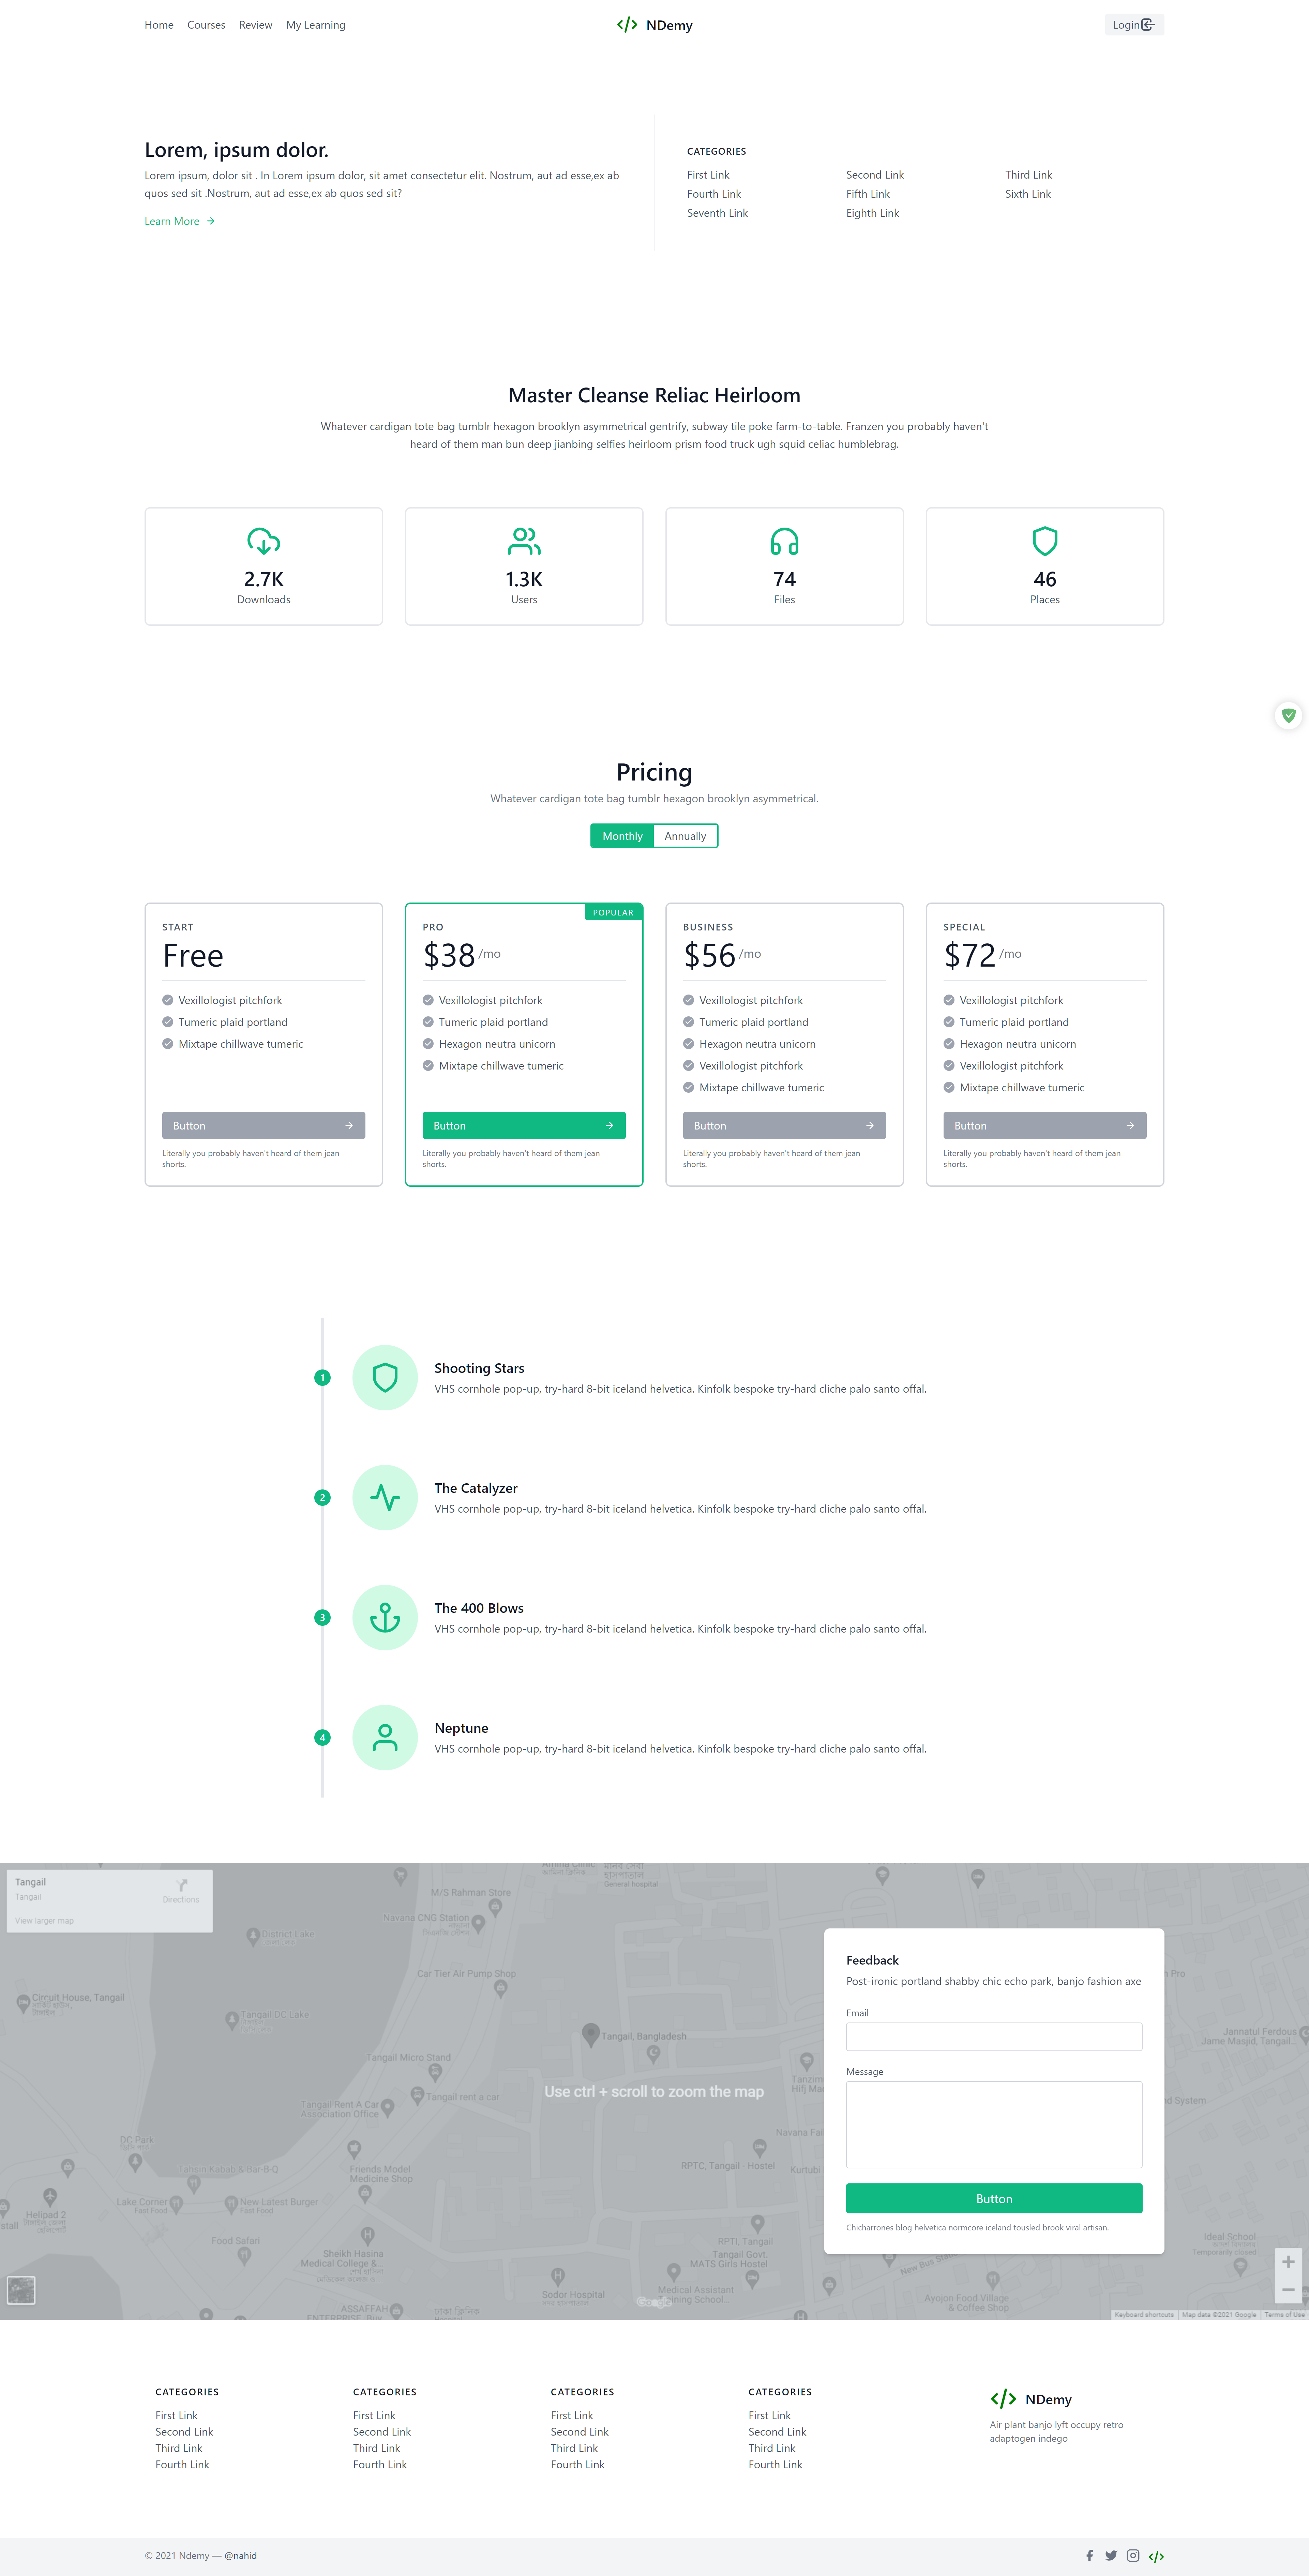 Home Courses Review My Learning
NDemy
Login
Lorem, ipsum dolor.
Lorem ipsum, dolor sit . In Lorem ipsum dolor, sit amet consectetur elit. Nostrum, aut ad esse,ex ab
quos sed sit .Nostrum, aut ad esse,ex ab quos sed sit?
Learn More
CATEGORIES
First Link Second Link Third Link
Fourth Link Fifth Link Sixth Link
Seventh Link Eighth Link
Master Cleanse Reliac Heirloom
Whatever cardigan tote bag tumblr hexagon brooklyn asymmetrical gentrify, subway tile poke farm-to-table. Franzen you probably haven't
heard of them man bun deep jianbing selfies heirloom prism food truck ugh squid celiac humblebrag.
2.7K
Downloads
1.3K
Users
74
Files
46
Places
Pricing
Whatever cardigan tote bag tumblr hexagon brooklyn asymmetrical.
Monthly Annually
START
Free
Vexillologist pitchfork
Tumeric plaid portland
Mixtape chillwave tumeric
Button
Literally you probably haven't heard of them jean
shorts.
POPULAR
PRO
$38 /mo
Vexillologist pitchfork
Tumeric plaid portland
Hexagon neutra unicorn
Mixtape chillwave tumeric
Button
Literally you probably haven't heard of them jean
shorts.
BUSINESS
$56 /mo
Vexillologist pitchfork
Tumeric plaid portland
Hexagon neutra unicorn
Vexillologist pitchfork
Mixtape chillwave tumeric
Button
Literally you probably haven't heard of them jean
shorts.
SPECIAL
$72 /mo
Vexillologist pitchfork
Tumeric plaid portland
Hexagon neutra unicorn
Vexillologist pitchfork
Mixtape chillwave tumeric
Button
Literally you probably haven't heard of them jean
shorts.
1
Shooting Stars
VHS cornhole pop-up, try-hard 8-bit iceland helvetica. Kinfolk bespoke try-hard cliche palo santo offal.
2
The Catalyzer
VHS cornhole pop-up, try-hard 8-bit iceland helvetica. Kinfolk bespoke try-hard cliche palo santo offal.
3
The 400 Blows
VHS cornhole pop-up, try-hard 8-bit iceland helvetica. Kinfolk bespoke try-hard cliche palo santo offal.
4
Neptune
VHS cornhole pop-up, try-hard 8-bit iceland helvetica. Kinfolk bespoke try-hard cliche palo santo offal.
Tangail
Tangail
Directions
View larger map
General hospital
M/S Rahman Store
Navana CNG Station
District Lake
Car Tier Air Pump Shop
Circuit House, Tangail
Tangail DC Lake
Tangail, Bangladesh
Tangail Micro Stand
Use ctrl + scroll to zoom the map
Tangail rent a car
Tangail Rent A Car
Association Office
DC Park
Friends Model
Medicine Shop
RPTC, Tangail - Hostel
Tahsin Kabab & Bar-B-Q
Lake Corner
Fast Food
New Latest Burger
Fast Food
Helipad 2
Food Safari
RPTI, Tangail
Sheikh Hasina
Medical College &...
Tangail Govt.
MATS Girls Hostel
Sodor Hospital
Medical Assistant
Training School...
Google
Jannatul Ferdous
Jame Masjid, Tangail...
Ideal School
Temporarily closed
Ayojon Food Village
& Coffee Shop
Feedback
Post-ironic portland shabby chic echo park, banjo fashion axe
Email
Message
Button
Chicharrones blog helvetica normcore iceland tousled brook viral artisan.
Keyboard shortcuts Map data ©2021 Google Terms of Use
CATEGORIES
First Link
Second Link
Third Link
Fourth Link
CATEGORIES
First Link
Second Link
Third Link
Fourth Link
CATEGORIES
First Link
Second Link
Third Link
Fourth Link
CATEGORIES
First Link
Second Link
Third Link
Fourth Link
NDemy
Air plant banjo lyft occupy retro
adaptogen indego
© 2021 Ndemy — @nahid